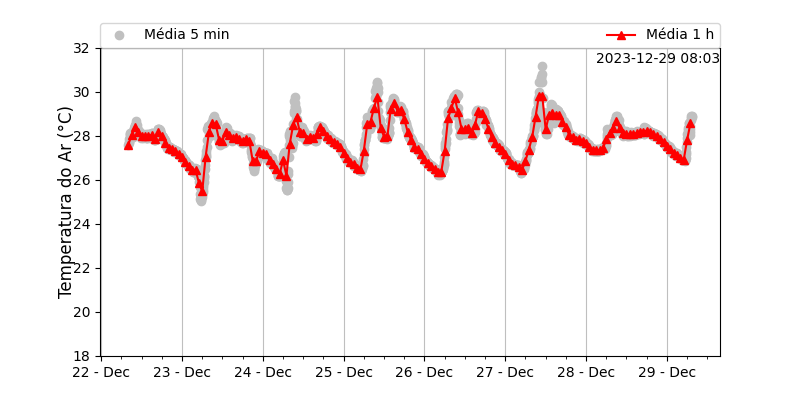 Média 5 min
Média 1 h
2023-12-29 08:03
Temperatura do Ar (°C)
32
30
28
26
24
22
20
18
22 - Dec
23 - Dec
24 - Dec
25 - Dec
26 - Dec
27 - Dec
28 - Dec
29 - Dec